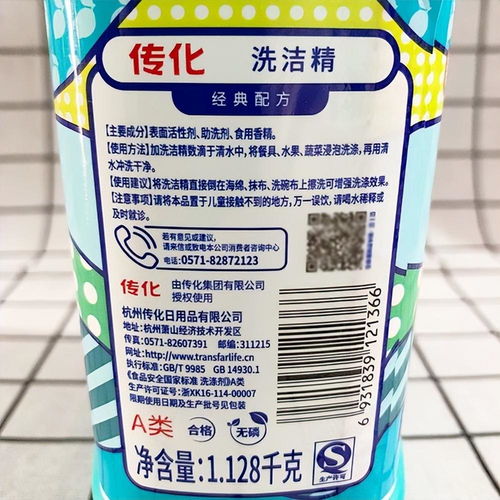 传化 洗洁精
经典配方
[主要成分] 表面活性剂、助洗剂、食用香精。
[使用方法] 加洗洁精数滴于清水中，将餐具、水果、蔬菜浸泡洗涤，再用清
水冲洗干净。
[使用建议] 将洗洁精直接倒在海绵、抹布、洗碗布上擦洗可增强洗涤效果。
[注意事项] 请将本品置于儿童接触不到的地方，万一误饮，请喝水稀释或
及时就诊。
若有意见或建议，
请来信或致电本公司消费者咨询中心
电话:0571-82872123
传化 由传化集团有限公司
授权使用
杭州传化日用品有限公司
地址:杭州萧山经济技术开发区
传真:0571-82607391 邮编:311215
网址:http://www.transfarlife.cn
执行标准:GB/T 9985 GB 14930.1
《食品安全国家标准 洗涤剂》A类
生产许可证编号:浙XK16-114-00007
限期使用日期及生产批号见包装
A类 合格 无磷
净含量:1.128千克
6 931839 121366
生产许可